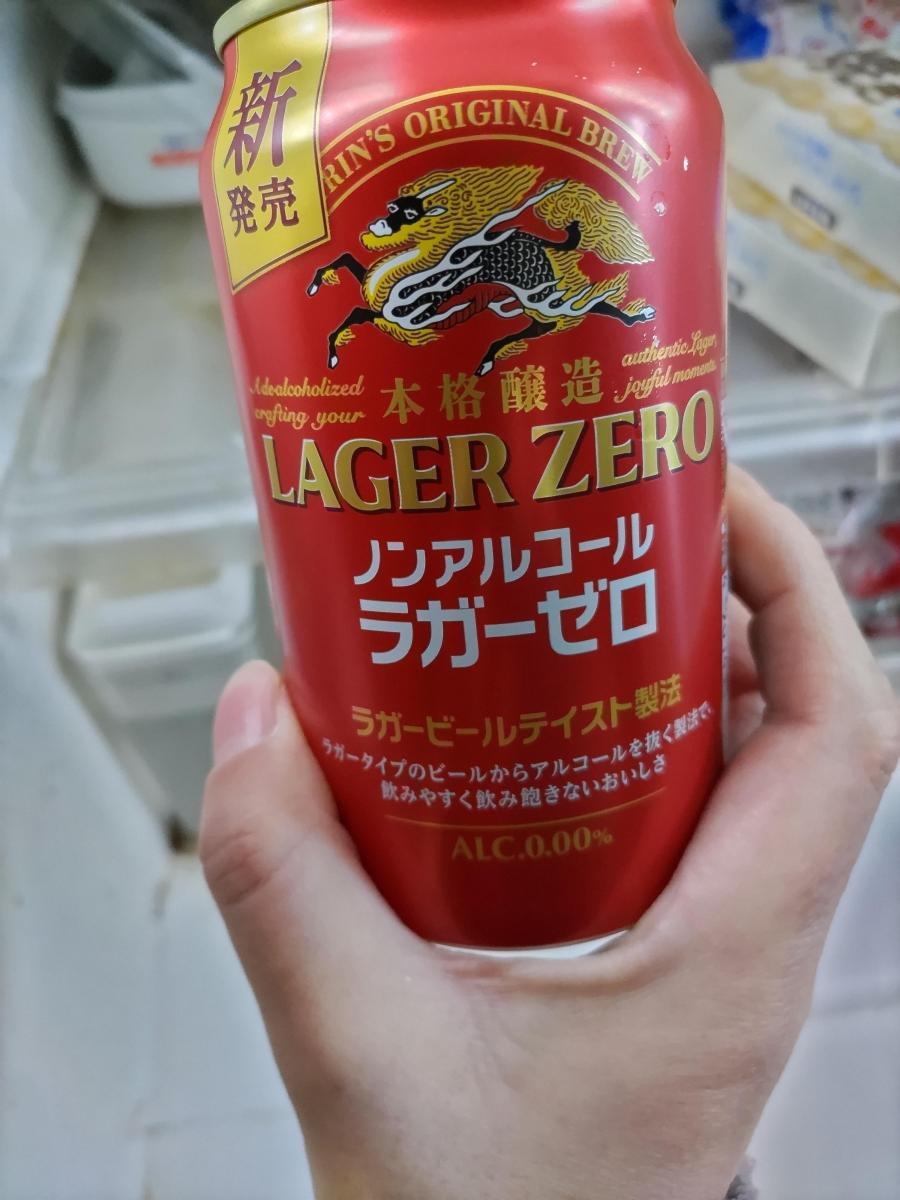 新
発売
RIN'S ORIGINAL BREW
A dealcoholized
crafting your
本格醸造
authentic Lager,
joyful moments.
LAGER ZERO
ノンアルコール
ラガーゼロ
ラガービールテイスト製法
ラガータイプのビールからアルコールを抜く製法で、
飲みやすく飲み飽きないおいしさ
ALC.0.00%